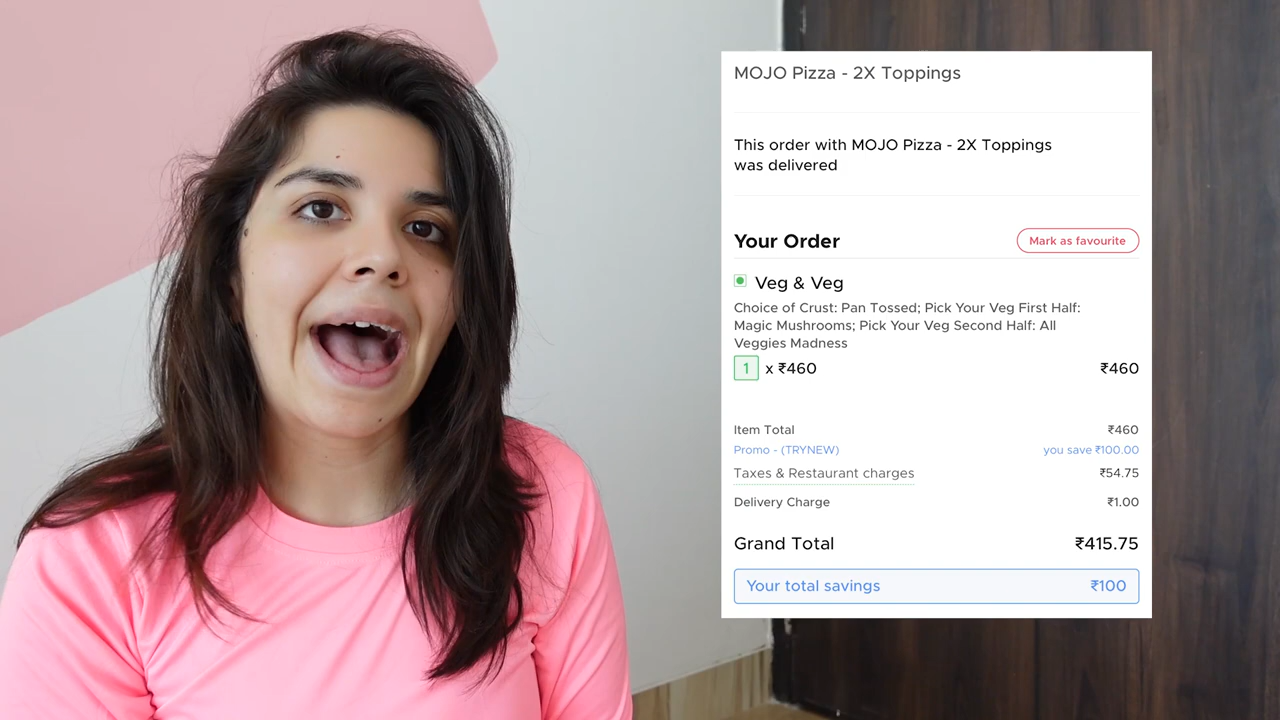 MOJO Pizza - 2X Toppings
This order with MOJO Pizza - 2X Toppings
was delivered
Your Order
Mark as favourite
Veg & Veg
Choice of Crust: Pan Tossed; Pick Your Veg First Half:
Magic Mushrooms; Pick Your Veg Second Half: All
Veggies Madness
1 x ₹460 ₹460
Item Total ₹460
Promo - (TRYNEW) you save ₹100.00
Taxes & Restaurant charges ₹54.75
Delivery Charge ₹1.00
Grand Total ₹415.75
Your total savings ₹100